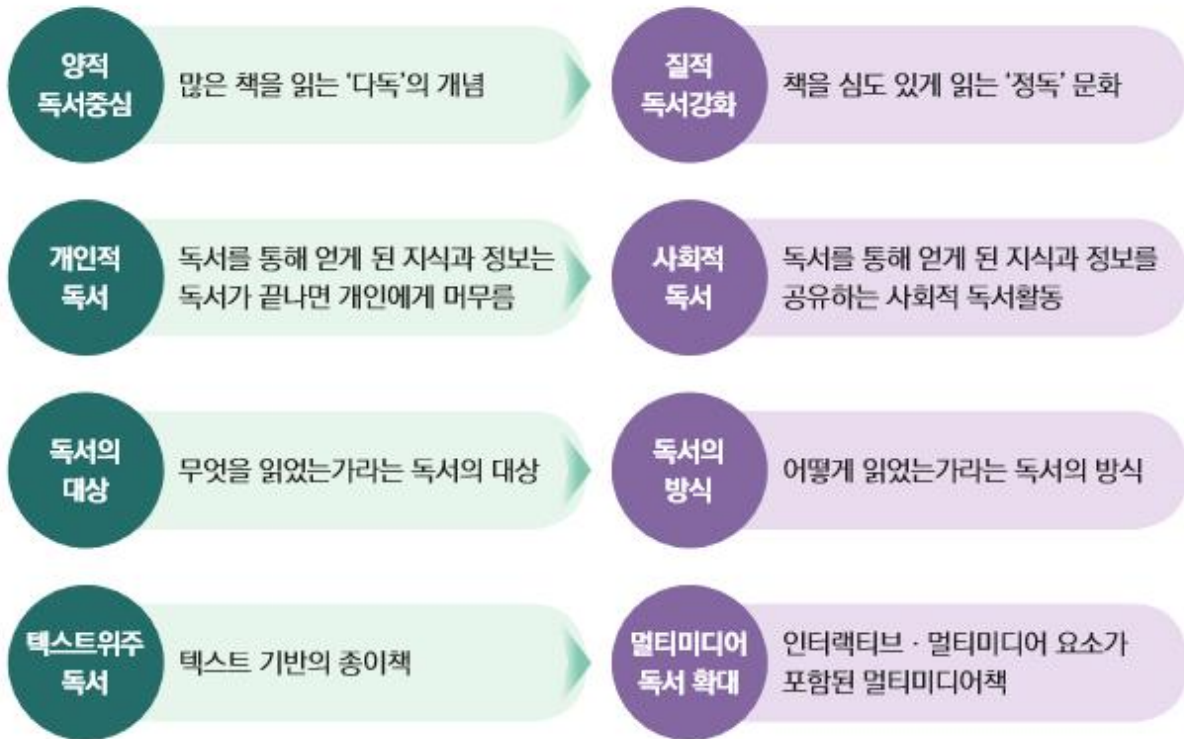 양적
독서중심
많은 책을 읽는 '다독'의 개념
질적
독서강화
책을 심도 있게 읽는 '정독' 문화
개인적
독서
독서를 통해 얻게 된 지식과 정보는
독서가 끝나면 개인에게 머무름
사회적
독서
독서를 통해 얻게 된 지식과 정보를
공유하는 사회적 독서활동
독서의
대상
무엇을 읽었는가라는 독서의 대상
독서의
방식
어떻게 읽었는가라는 독서의 방식
텍스트위주
독서
텍스트 기반의 종이책
멀티미디어
독서 확대
인터랙티브 · 멀티미디어 요소가
포함된 멀티미디어책